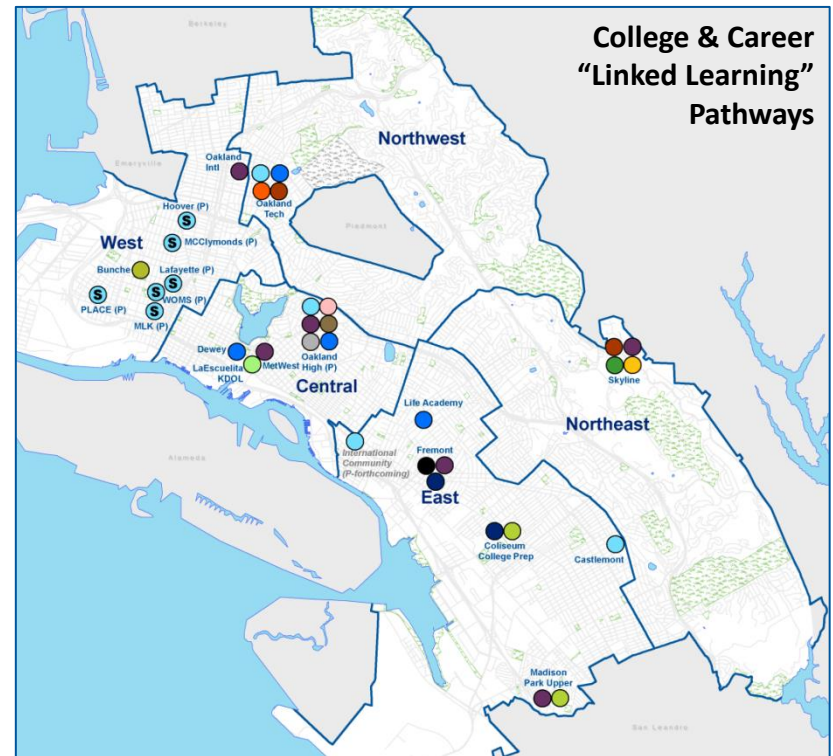 College & Career
“Linked Learning”
Pathways
Berkeley
Northwest
Emeryville
Oakland
Intl
Oakland
Tech
Piedmont
Hoover (P)
S
West
S
MCClymonds (P)
Bunche
Lafayette (P)
S
S
S
WOMS (P)
PLACE (P)
S
MLK (P)
Dewey
MetWest
LaEscuelita
KDOL
Oakland
High (P)
Central
Skyline
Northeast
Life Academy
Alameda
International
Community
(P-forthcoming)
Fremont
East
Coliseum
College Prep
Castlemont
Madison
Park Upper
San Leandro